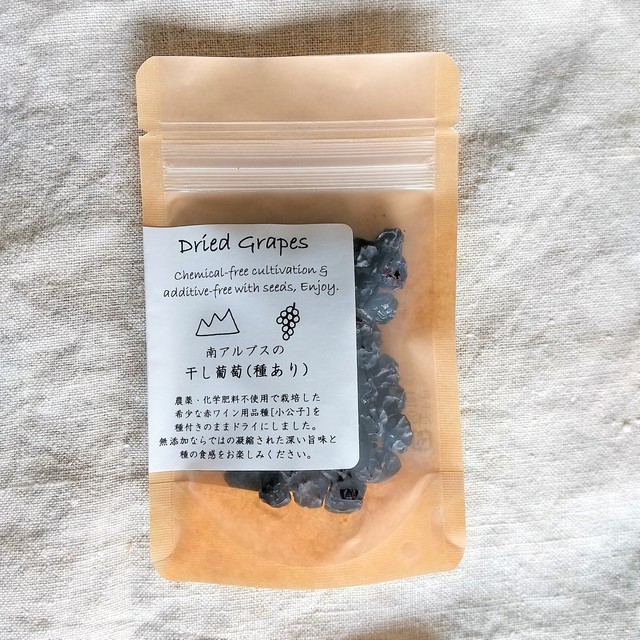 Dried Grapes
Chemical-free cultivation &
additive-free with seeds, Enjoy.
南アルプスの
干し葡萄(種あり)
農薬・化学肥料不使用で栽培した
希少な赤ワイン用品種[小公子]を
種付きのままドライにしました。
無添加ならではの凝縮された深い旨味と
種の食感をお楽しみください。